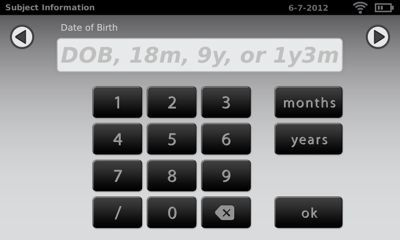 Subject Information 6-7-2012
Date of Birth
DOB, 18m, 9y, or 1y3m
1 2 3 months
4 5 6 years
7 8 9
/ 0 ok